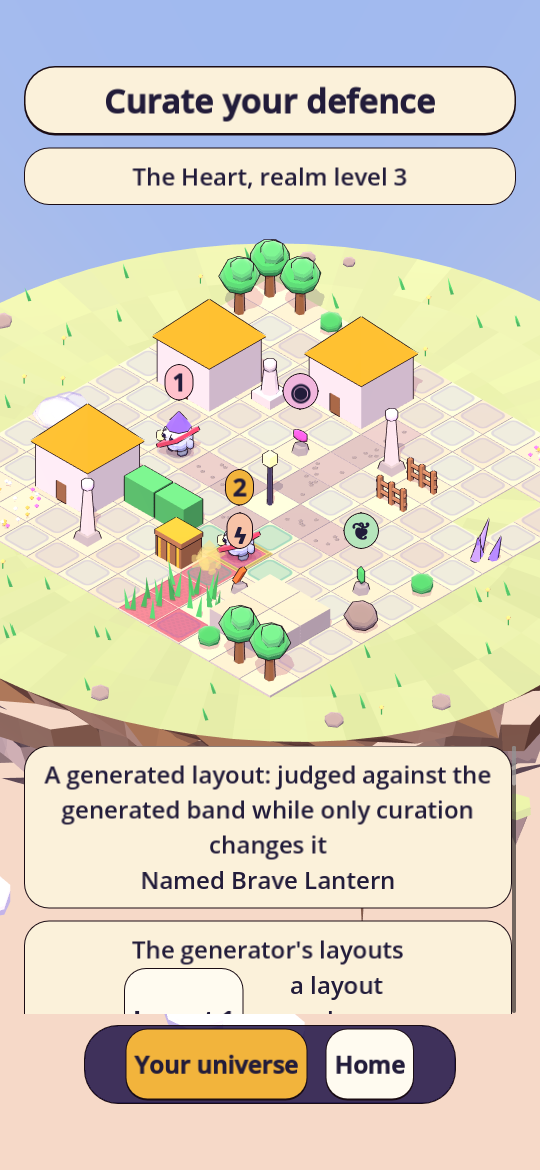 Curate your defence
The Heart, realm level 3
1
2
A generated layout: judged against the
generated band while only curation
changes it
Named Brave Lantern
The generator's layouts
a layout
Your universe
Home